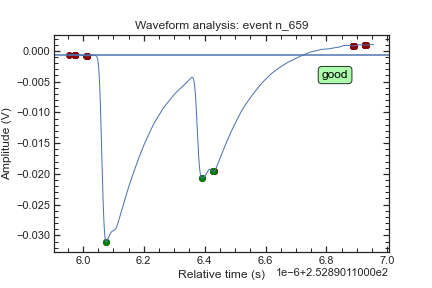 Waveform analysis: event n_659
0.000
−0.005
−0.010
−0.015
−0.020
−0.025
−0.030
Amplitude (V)
good
6.0 6.2 6.4 6.6 6.8 7.0
Relative time (s) 1e−6+2.5289011000e2